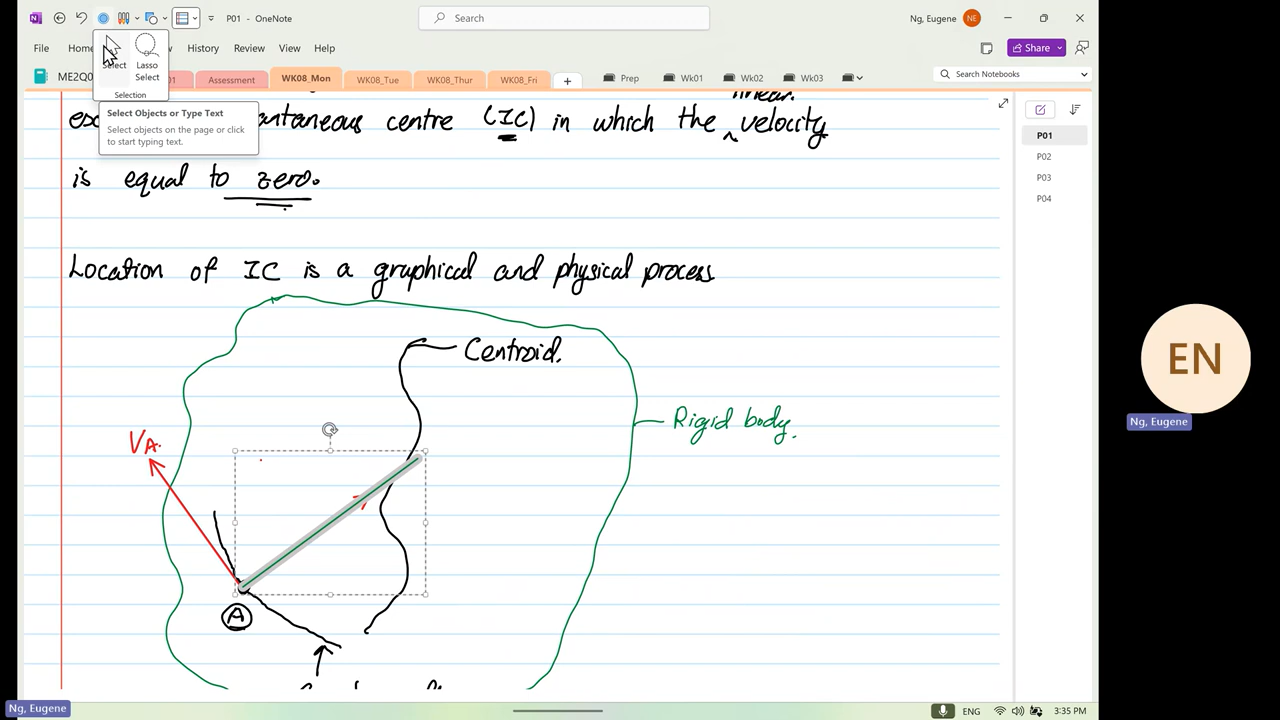 P01 - OneNote
Search
Ng, Eugene
NE
File
History
Review
View
Help
Share
Select
Lasso
Select
Selection
ME2Q0
01
Assessment
WK08_Mon
WK08_Tue
WK08_Thur
WK08_Fri
Prep
Wk01
Wk02
Wk03
Search Notebooks
Select Objects or Type Text
Select objects on the page or click
to start typing text.
P01
P02
P03
P04
linear.
centre (IC) in which the velocity
is equal to zero.
Location of IC is a graphical and physical process
Centroid.
Rigid body.
VA.
A
EN
Ng, Eugene
Ng, Eugene
ENG
3:35 PM